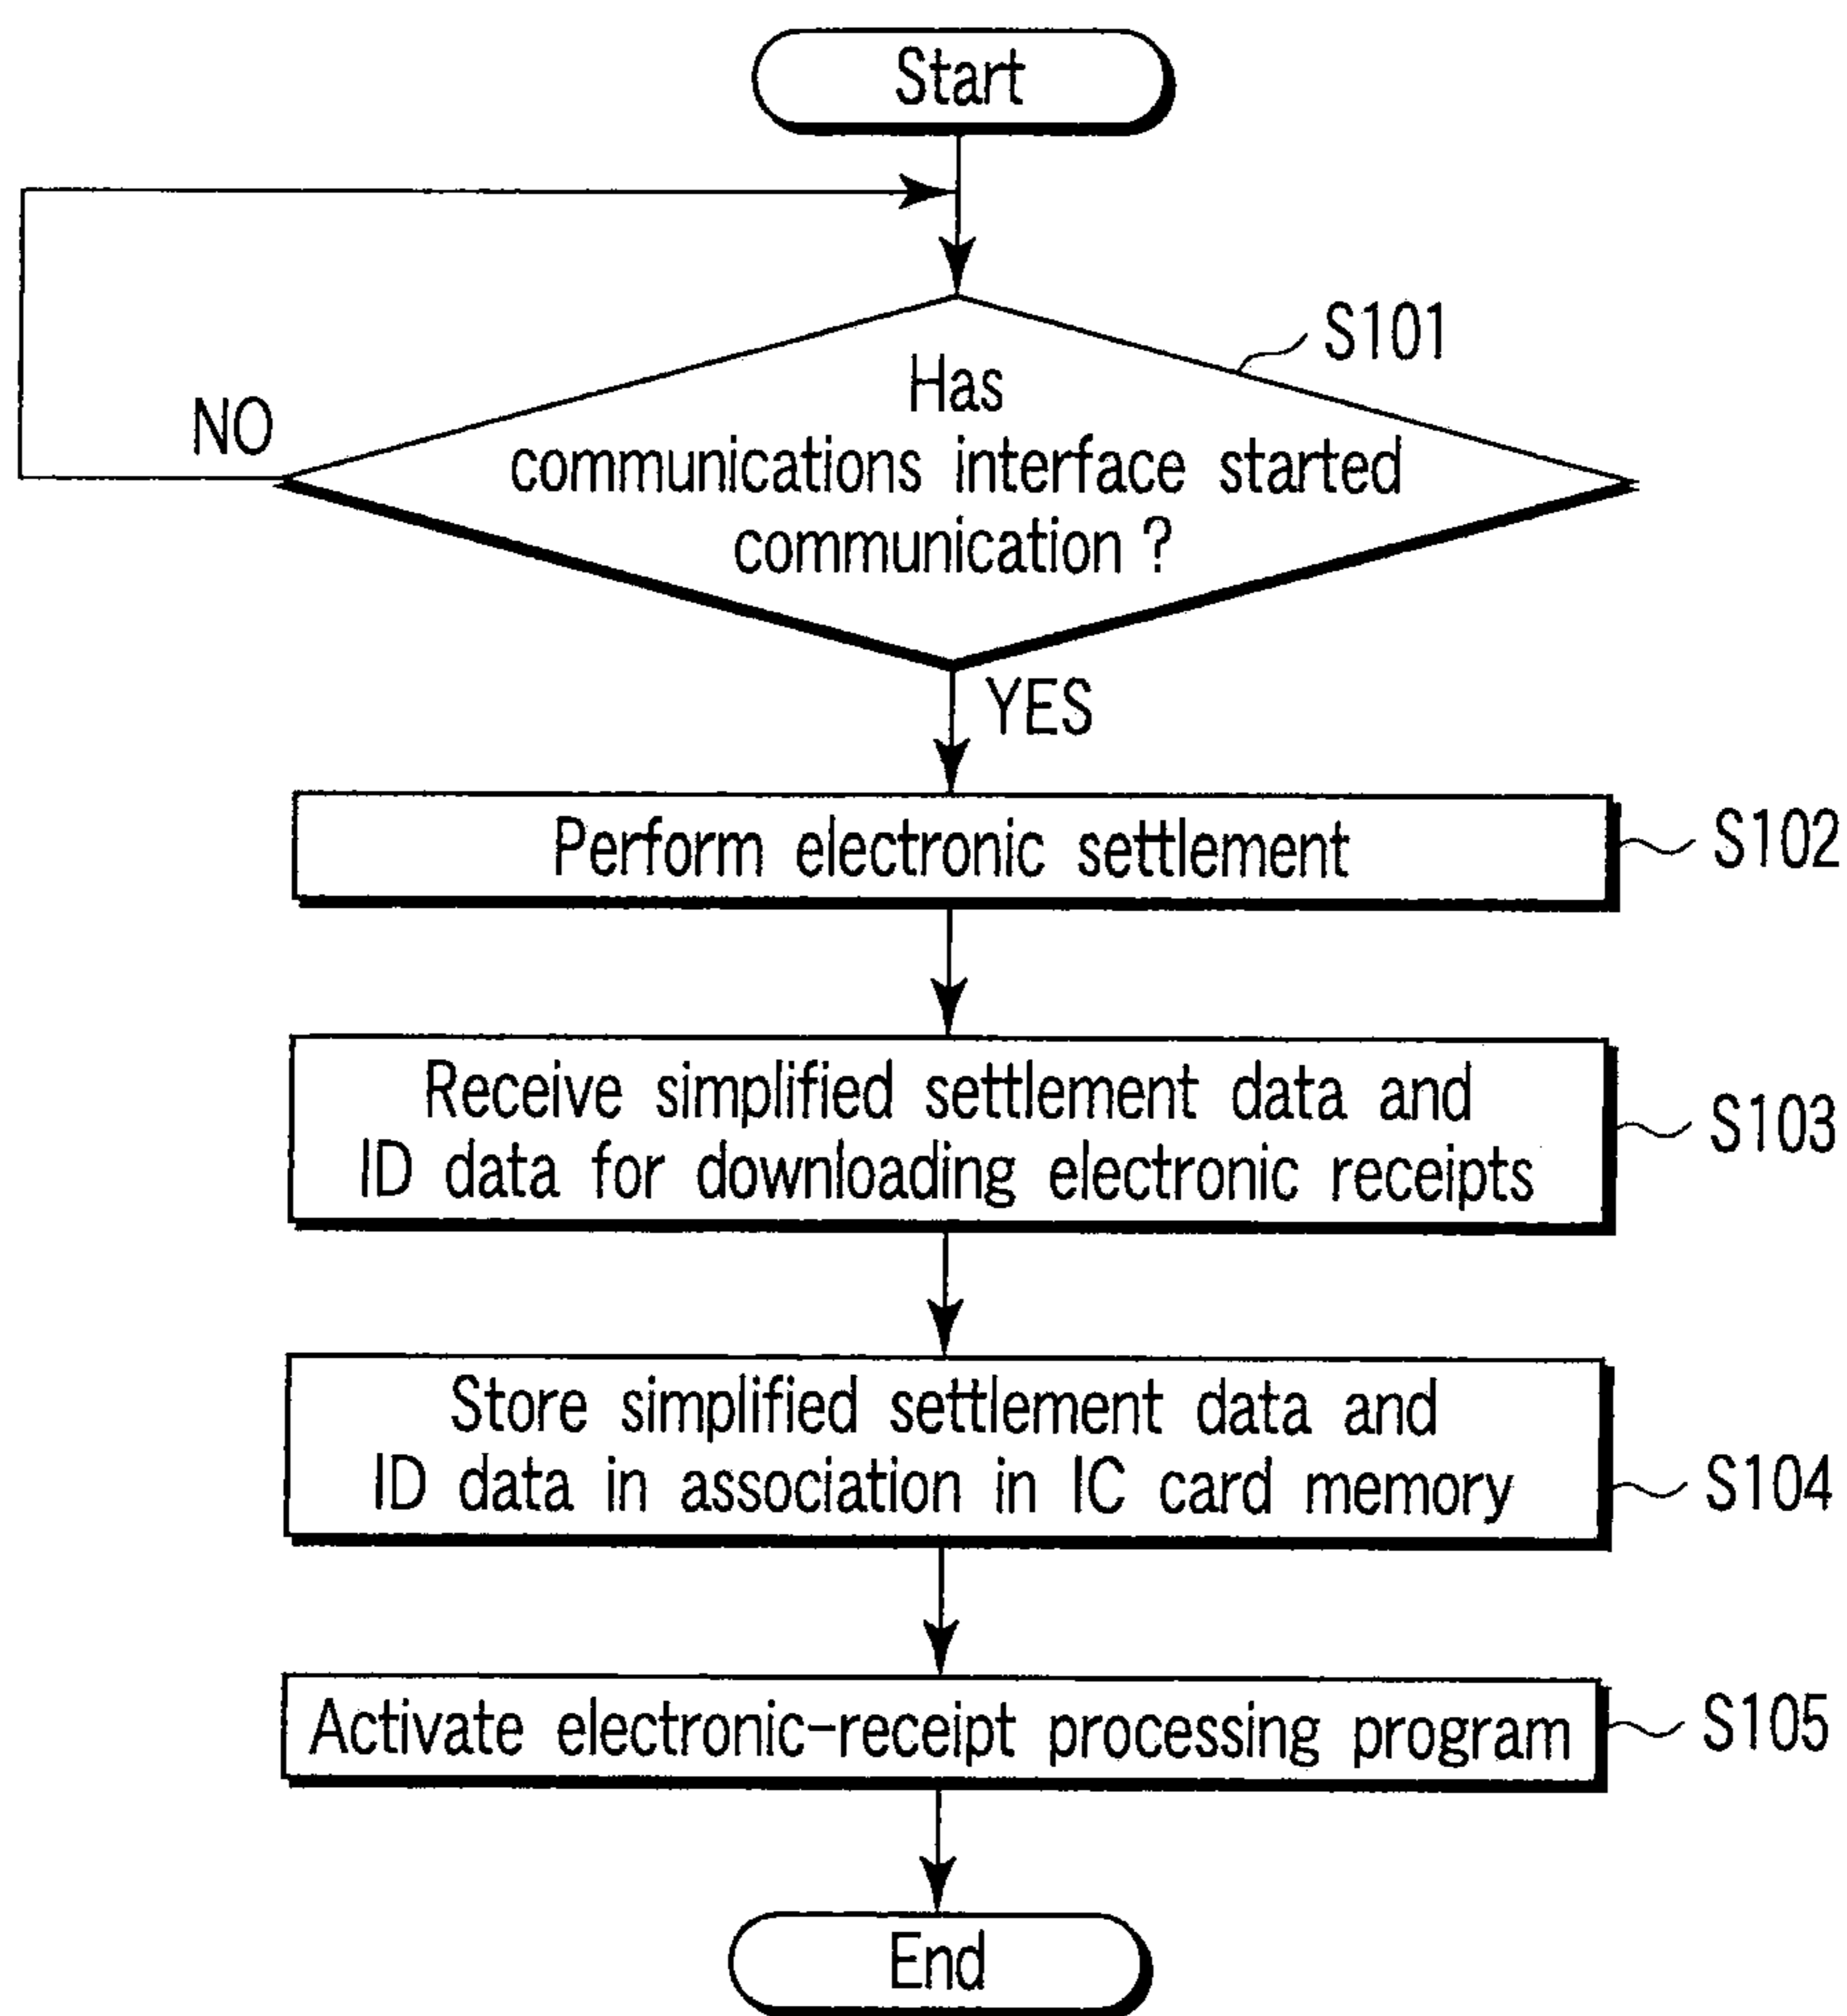 Start
S101
Has
communications interface started
communication ?
NO
YES
Perform electronic settlement
S102
Receive simplified settlement data and
ID data for downloading electronic receipts
S103
Store simplified settlement data and
ID data in association in IC card memory
S104
Activate electronic-receipt processing program
S105
End